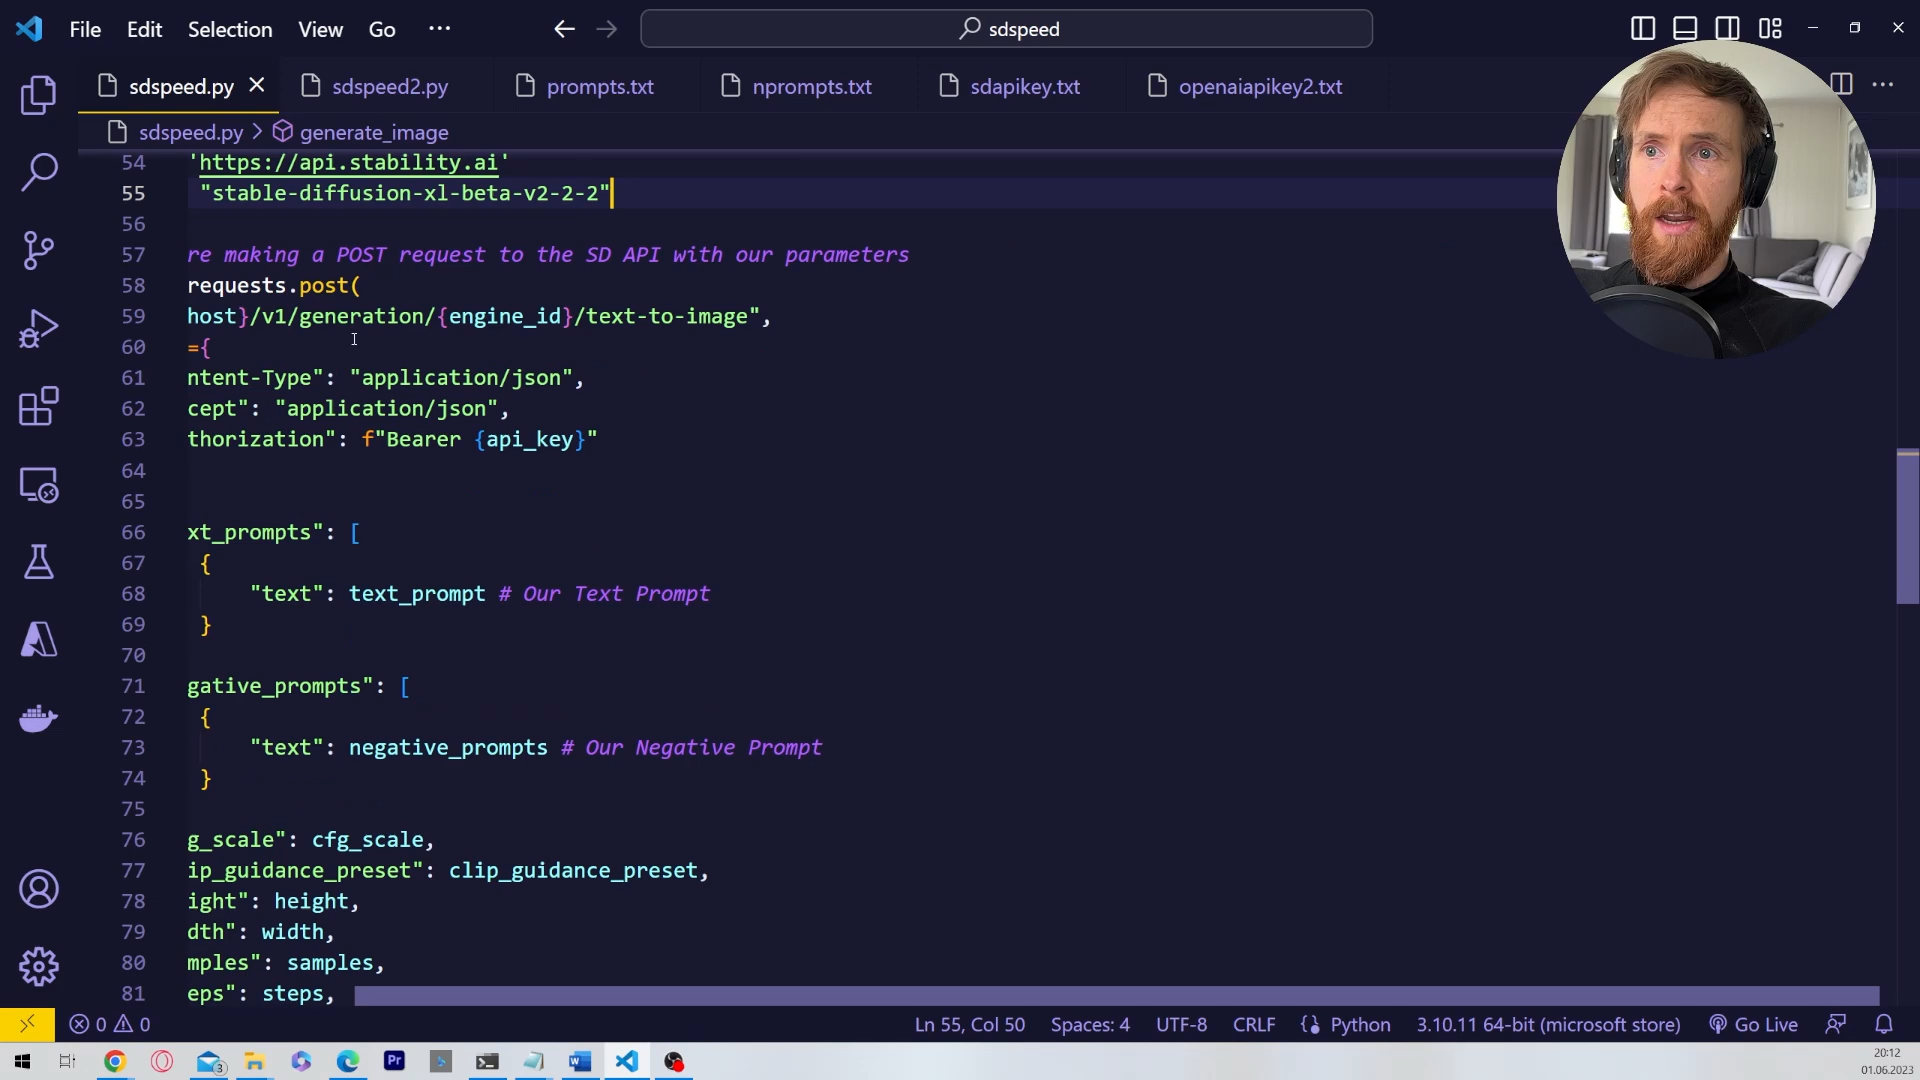 File Edit View Go ··· sdspeed
sdspeed.py sdspeed2.py prompts.txt nprompts.txt sdapikey.txt openaiapikey2.txt
sdspeed.py > generate_image
54 'https://api.stability.ai'
55 "stable-diffusion-xl-beta-v2-2-2"
56
57 re making a POST request to the SD API with our parameters
58 requests.post(
59 host}/v1/generation/{engine_id}/text-to-image",
60 ={
61 ntent-Type": "application/json",
62 cept": "application/json",
63 thorization": f"Bearer {api_key}"
64
65
66 xt_prompts": [
67 {
68 "text": text_prompt # Our Text Prompt
69 }
70
71 gative_prompts": [
72 {
73 "text": negative_prompts # Our Negative Prompt
74 }
75
76 g_scale": cfg_scale,
77 ip_guidance_preset": clip_guidance_preset,
78 ight": height,
79 dth": width,
80 mples": samples,
81 eps": steps,
0 0 Ln 55, Col 50 Spaces: 4 UTF-8 CRLF Python 3.10.11 64-bit (microsoft store) Go Live
3 Pr 20:12
01.06.2023